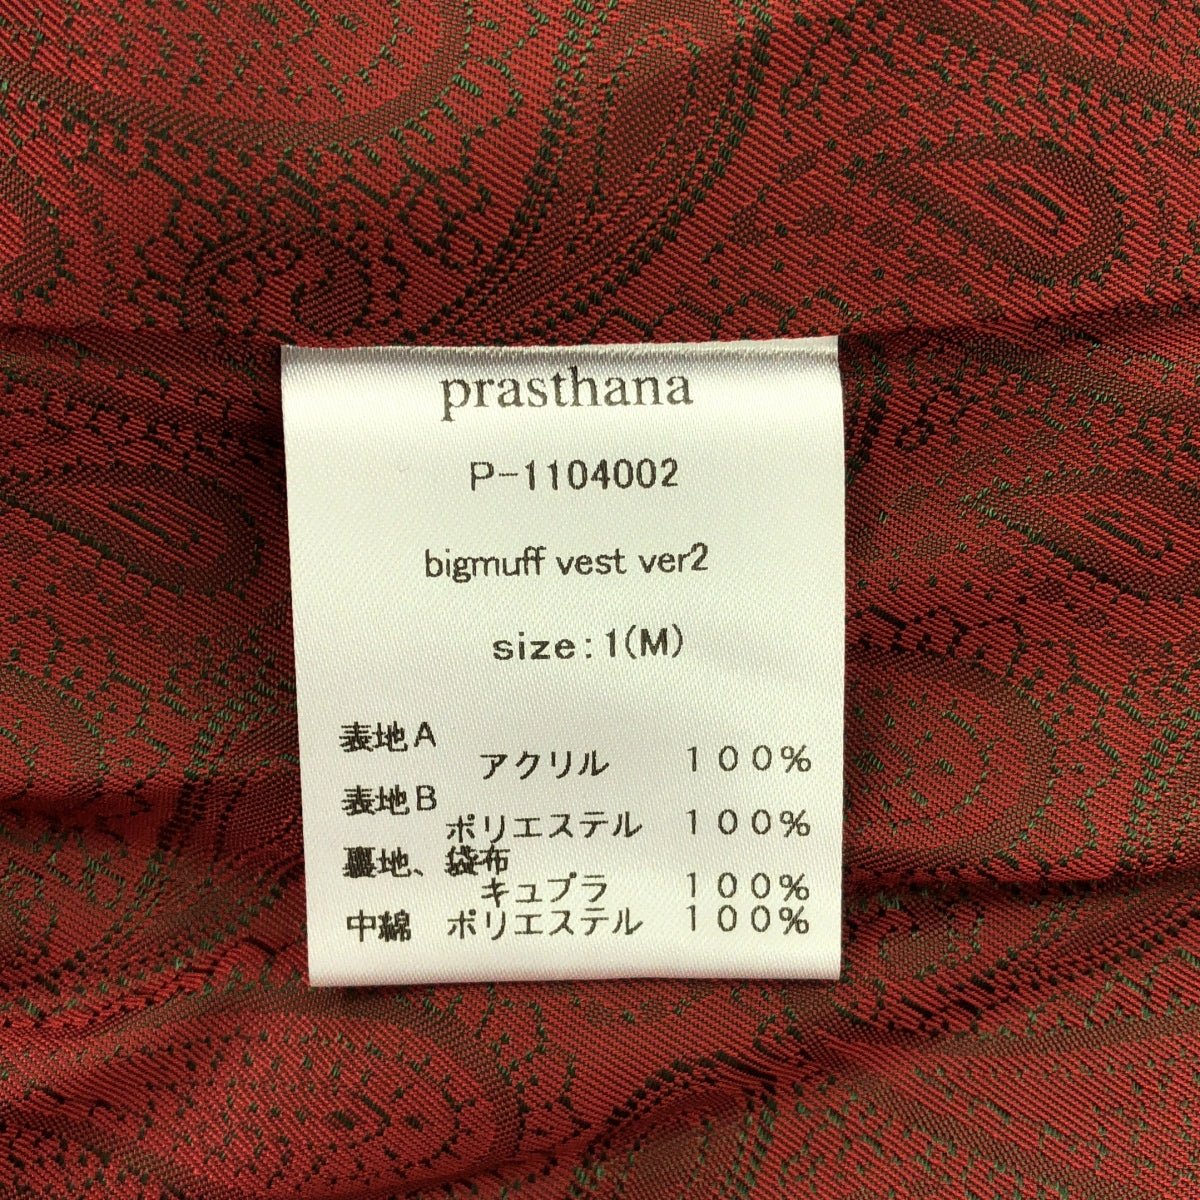 prasthana
P-1104002
bigmuff vest ver2
size:1(M)
表地A
アクリル 100%
表地B
ポリエステル 100%
裏地、袋布
キュプラ 100%
中綿 ポリエステル 100%